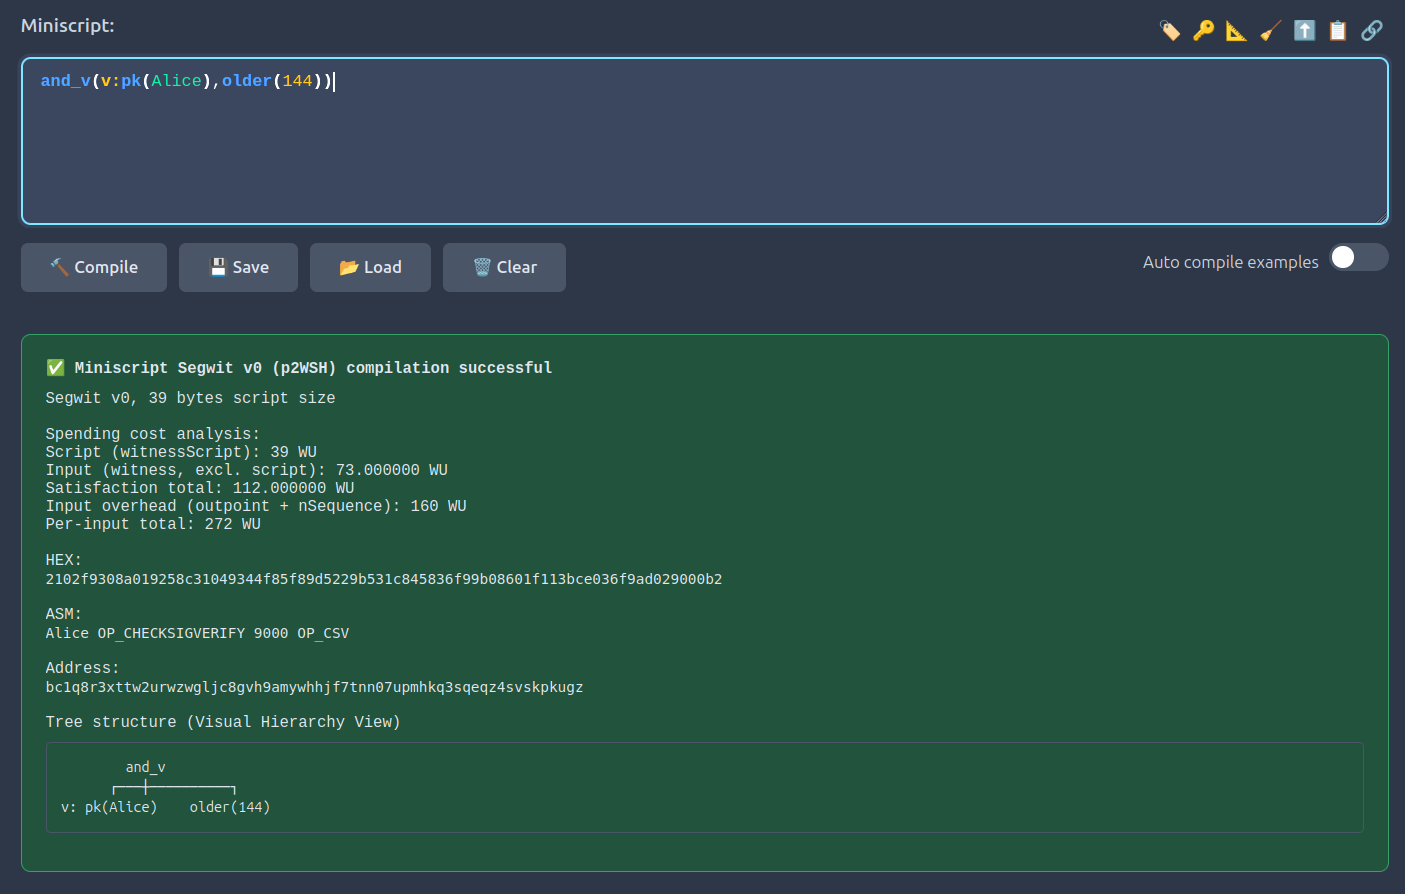 Miniscript:
and_v(v:pk(Alice),older(144))
Compile
Save
Load
Clear
Auto compile examples
Miniscript Segwit v0 (p2WSH) compilation successful
Segwit v0, 39 bytes script size
Spending cost analysis:
Script (witnessScript): 39 WU
Input (witness, excl. script): 73.000000 WU
Satisfaction total: 112.000000 WU
Input overhead (outpoint + nSequence): 160 WU
Per-input total: 272 WU
HEX:
2102f9308a019258c31049344f85f89d5229b531c845836f99b08601f113bce036f9ad029000b2
ASM:
Alice OP_CHECKSIGVERIFY 9000 OP_CSV
Address:
bc1q8r3xttw2urwzwgljc8gvh9amywhhjf7tnn07upmhkq3sqeqz4svskpkugz
Tree structure (Visual Hierarchy View)
and_v
v: pk(Alice) older(144)